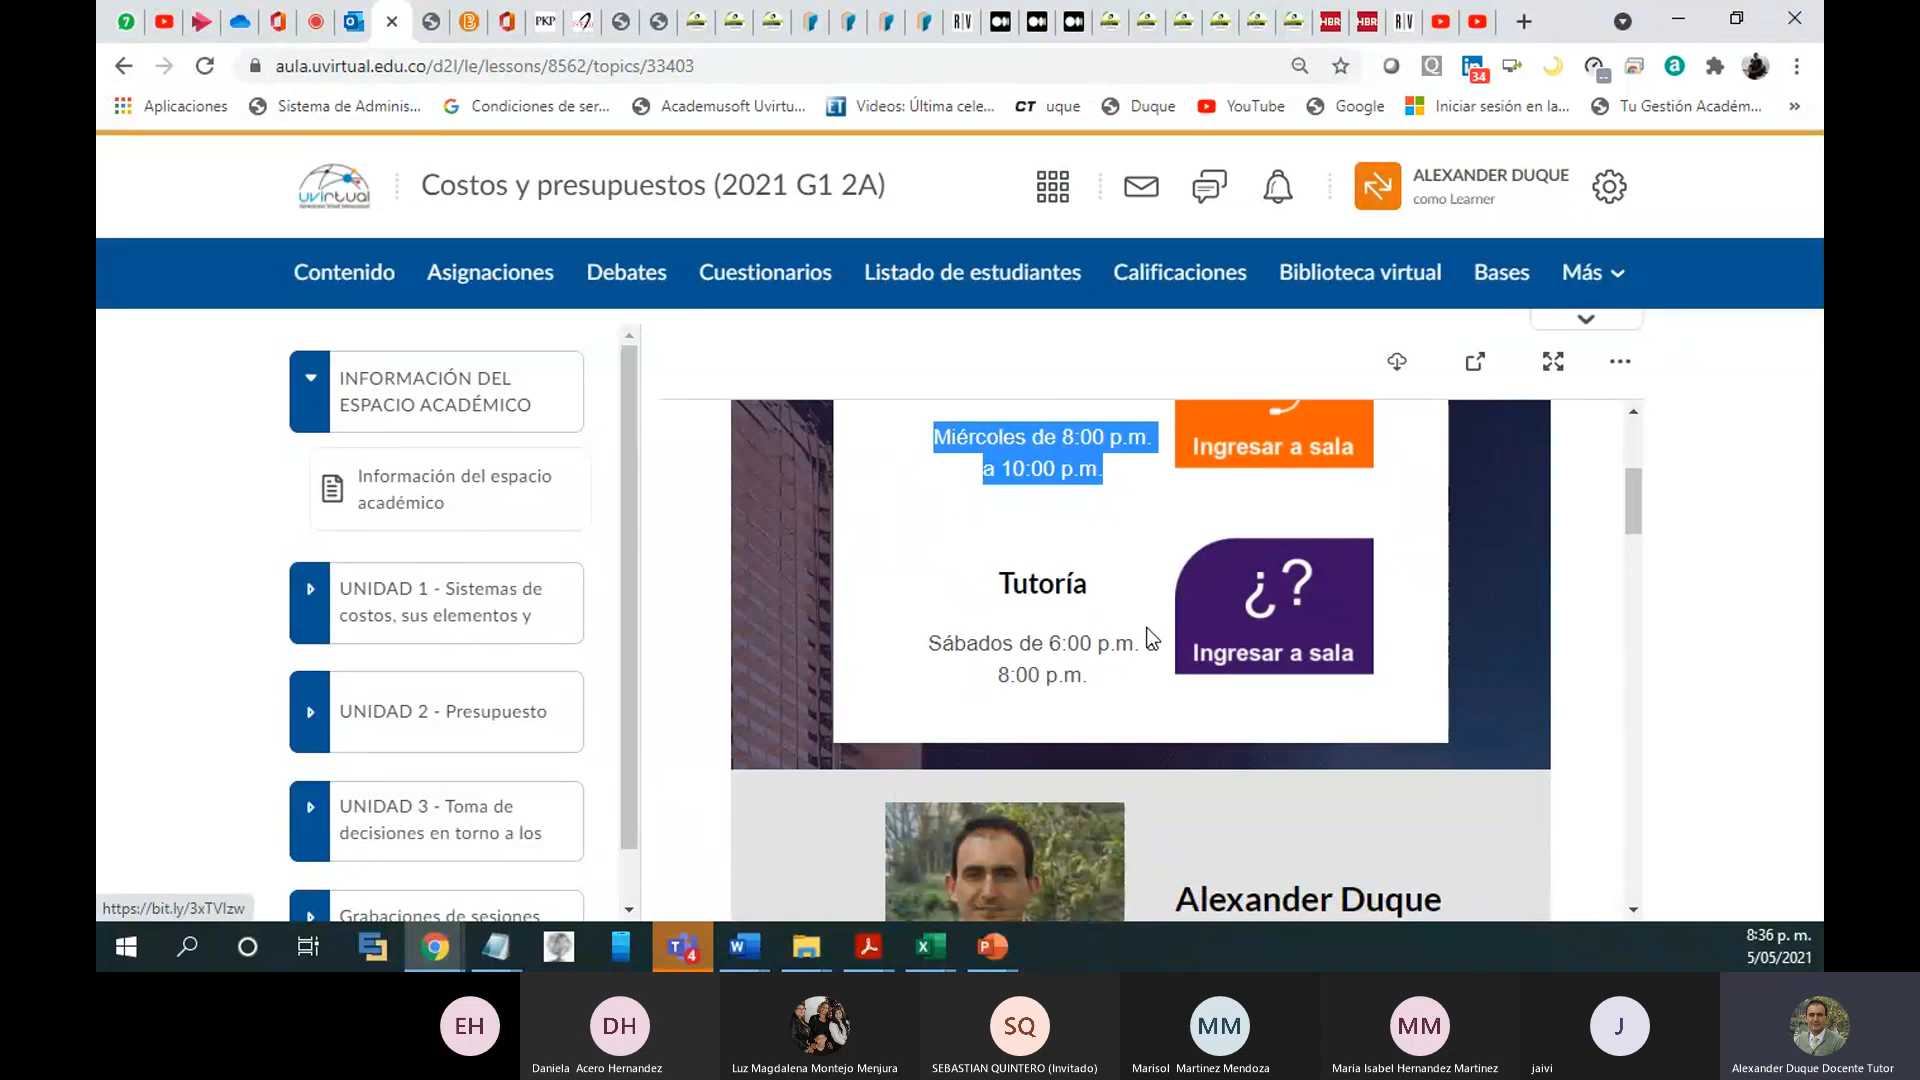 aula.uvirtual.edu.co/d2l/le/lessons/8562/topics/33403
34
Aplicaciones
Sistema de Adminis...
Condiciones de ser...
Academusoft Uvirtu...
ET
Videos: Última cele...
CT
uque
Duque
YouTube
Google
Iniciar sesión en la...
Tu Gestión Académ...
uvirtual
Costos y presupuestos (2021 G1 2A)
ALEXANDER DUQUE
como Learner
Contenido
Asignaciones
Debates
Cuestionarios
Listado de estudiantes
Calificaciones
Biblioteca virtual
Bases
Más
INFORMACIÓN DEL
ESPACIO ACADÉMICO
Información del espacio
académico
UNIDAD 1 - Sistemas de
costos, sus elementos y
UNIDAD 2 - Presupuesto
UNIDAD 3 - Toma de
decisiones en torno a los
Grabaciones de sesiones
Miércoles de 8:00 p.m.
a 10:00 p.m.
Ingresar a sala
Tutoría
Sábados de 6:00 p.m.
8:00 p.m.
¿?
Ingresar a sala
Alexander Duque
https://bit.ly/3xTVIzw
4
8:36 p. m.
5/05/2021
EH
DH
Daniela Acero Hernandez
Luz Magdalena Montejo Menjura
SQ
SEBASTIAN QUINTERO (Invitado)
MM
Marisol Martinez Mendoza
MM
Maria Isabel Hernandez Martinez
J
jaivi
Alexander Duque Docente Tutor